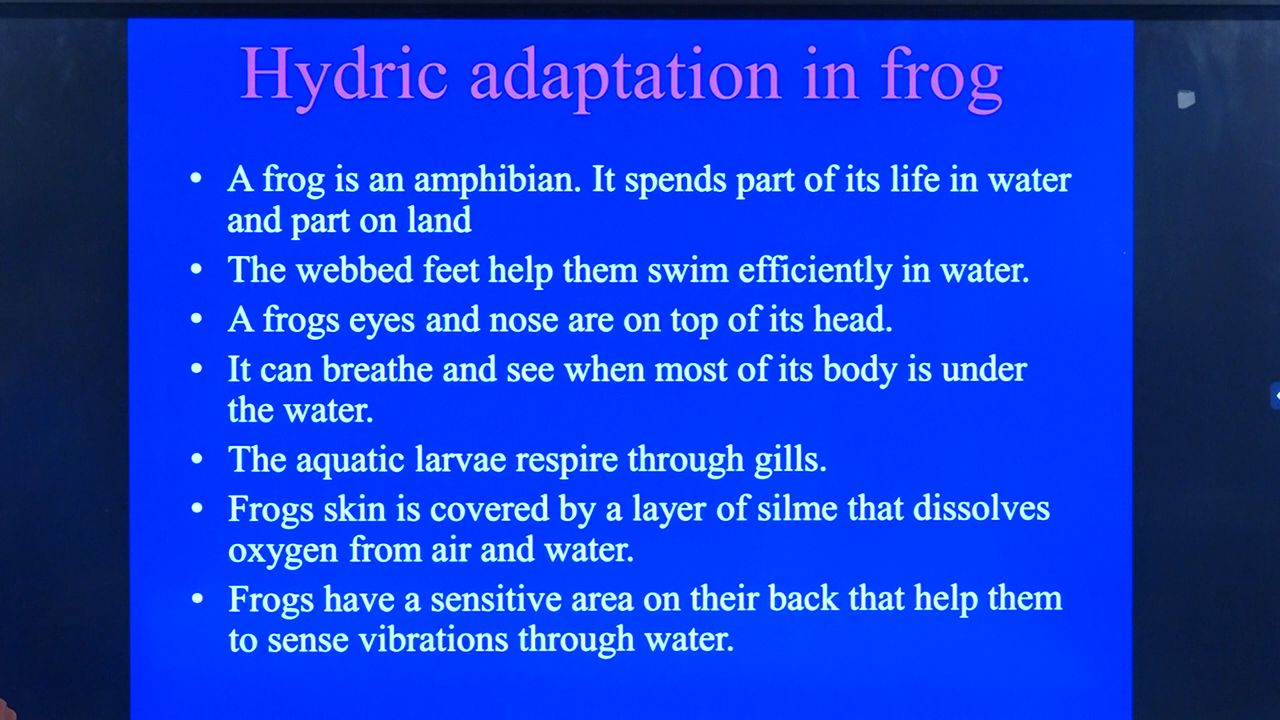 Hydric adaptation in frog
• A frog is an amphibian. It spends part of its life in water
and part on land
• The webbed feet help them swim efficiently in water.
• A frogs eyes and nose are on top of its head.
• It can breathe and see when most of its body is under
the water.
• The aquatic larvae respire through gills.
• Frogs skin is covered by a layer of silme that dissolves
oxygen from air and water.
• Frogs have a sensitive area on their back that help them
to sense vibrations through water.